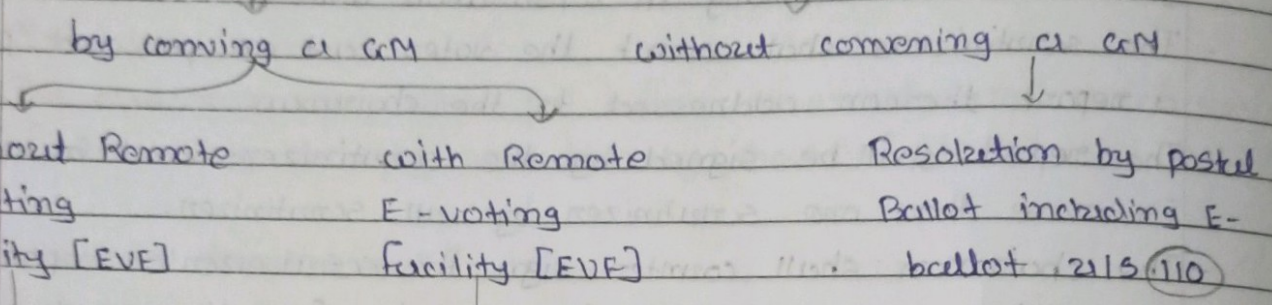 by conving a GM without convening a GM
out Remote with Remote Resolution by postal
ting E-voting Ballot including E-
ity [EVF] facility [EVF] ballot 21S 110